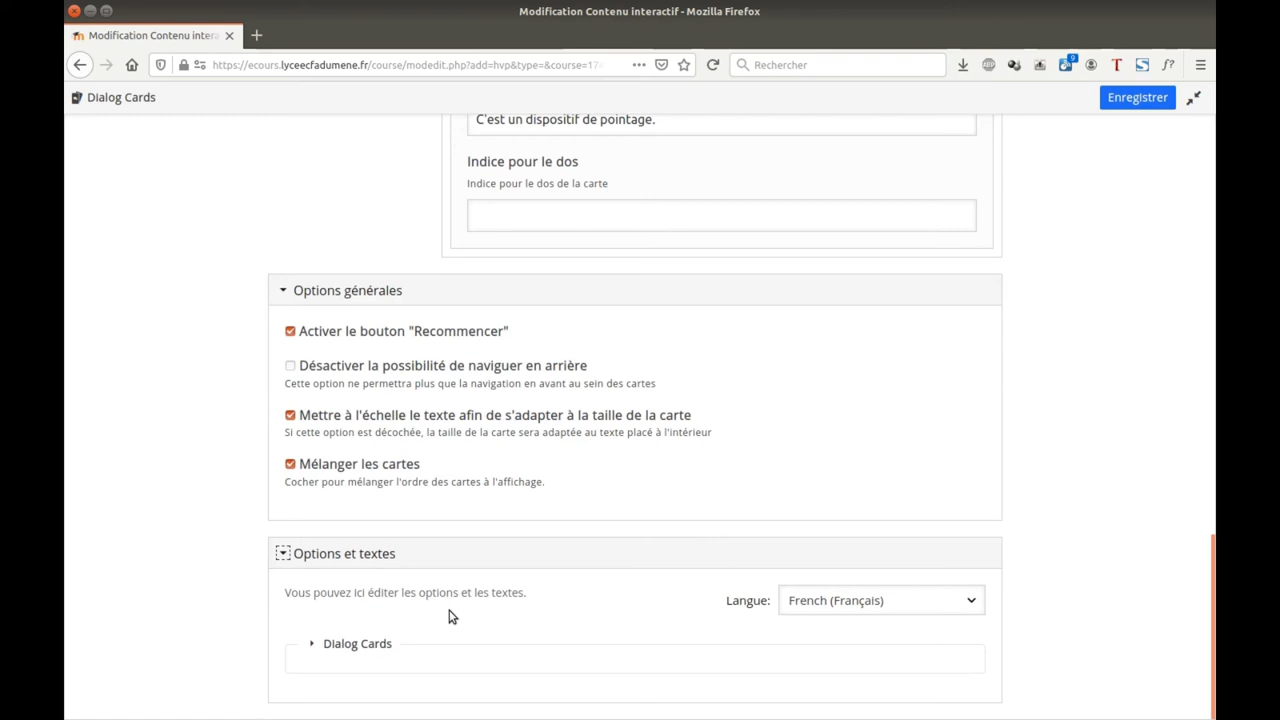 Modification Contenu interactif - Mozilla Firefox
Modification Contenu intera
https://ecours.lyceecfadumene.fr/course/modedit.php?add=hvp&type=&course=17
Rechercher
9
Dialog Cards
Enregistrer
C'est un dispositif de pointage.
Indice pour le dos
Indice pour le dos de la carte
Options générales
Activer le bouton "Recommencer"
Désactiver la possibilité de naviguer en arrière
Cette option ne permettra plus que la navigation en avant au sein des cartes
Mettre à l'échelle le texte afin de s'adapter à la taille de la carte
Si cette option est décochée, la taille de la carte sera adaptée au texte placé à l'intérieur
Mélanger les cartes
Cocher pour mélanger l'ordre des cartes à l'affichage.
Options et textes
Vous pouvez ici éditer les options et les textes.
Langue: French (Français)
Dialog Cards